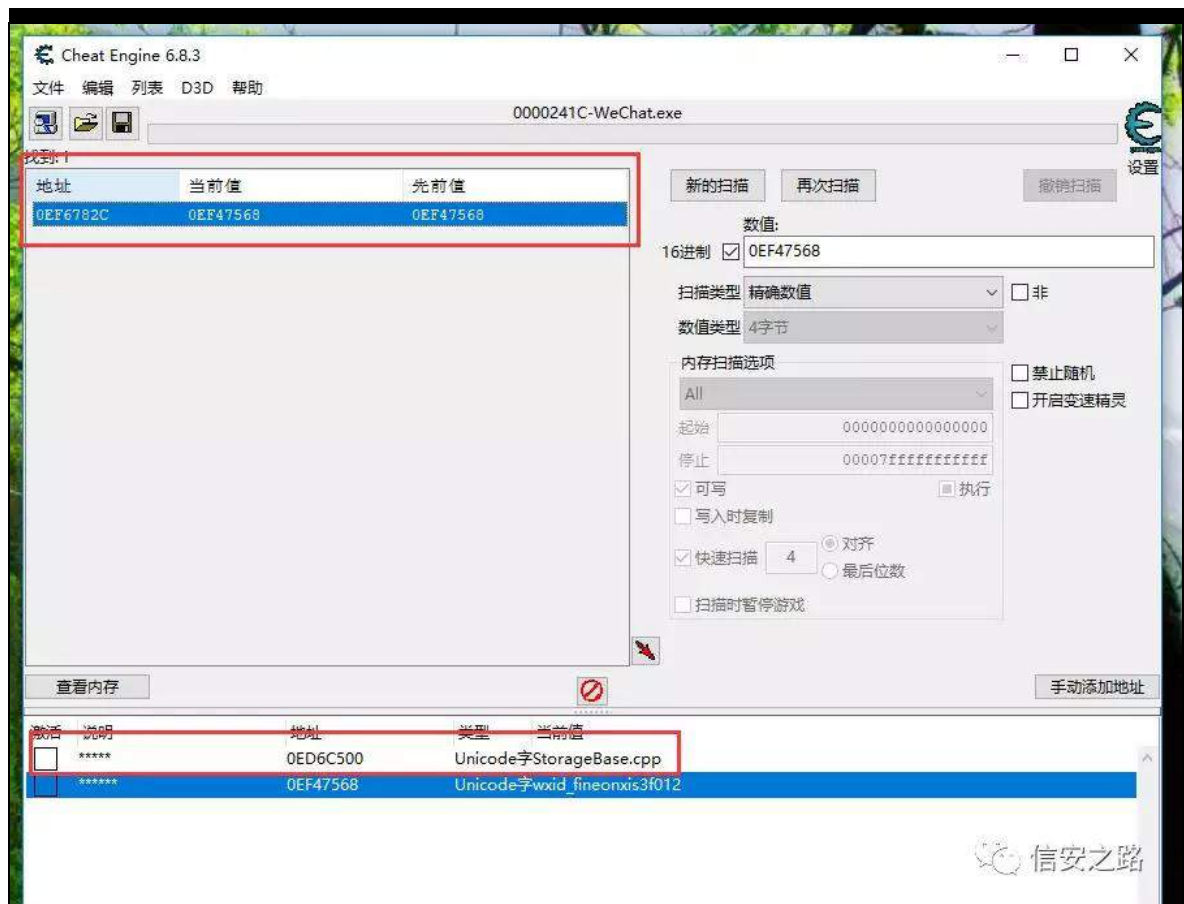 Cheat Engine 6.8.3
文件 编辑 列表 D3D 帮助
0000241C-WeChat.exe
找到: 1
设置
地址 当前值 先前值
0EF6782C 0EF47568 0EF47568
新的扫描 再次扫描 撤销扫描
数值:
16进制 0EF47568
扫描类型 精确数值 非
数值类型 4字节
内存扫描选项
All
禁止随机
开启变速精灵
起始 0000000000000000
停止 00007fffffffffff
可写 执行
写入时复制
快速扫描 4 对齐
最后位数
扫描时暂停游戏
查看内存 手动添加地址
激活 说明 地址 类型 当前值
***** 0ED6C500 Unicode字StorageBase.cpp
****** 0EF47568 Unicode字wxid_fineonxis3f012
信安之路